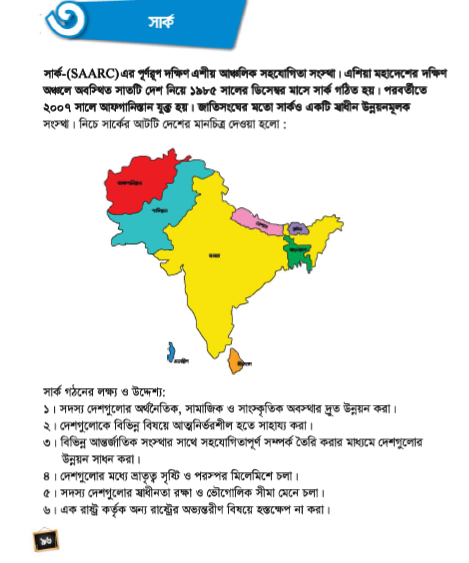 সার্ক
সার্ক-(SAARC) এর পূর্ণরূপ দক্ষিণ এশীয় আঞ্চলিক সহযোগিতা সংস্থা। এশিয়া মহাদেশের দক্ষিণ
অঞ্চলে অবস্থিত সাতটি দেশ নিয়ে ১৯৮৫ সালের ডিসেম্বর মাসে সার্ক গঠিত হয়। পরবর্তীতে
২০০৭ সালে আফগানিস্তান যুক্ত হয়। জাতিসংঘের মতো সার্কও একটি স্বাধীন উন্নয়নমূলক
সংস্থা। নিচে সার্কের আটটি দেশের মানচিত্র দেওয়া হলো :
আফগানিস্তান
পাকিস্তান
নেপাল
ভুটান
বাংলাদেশ
ভারত
মালদ্বীপ
শ্রীলংকা
সার্ক গঠনের লক্ষ্য ও উদ্দেশ্য:
১। সদস্য দেশগুলোর অর্থনৈতিক, সামাজিক ও সাংস্কৃতিক অবস্থার দ্রুত উন্নয়ন করা।
২। দেশগুলোকে বিভিন্ন বিষয়ে আত্মনির্ভরশীল হতে সাহায্য করা।
৩। বিভিন্ন আন্তর্জাতিক সংস্থার সাথে সহযোগিতাপূর্ণ সম্পর্ক তৈরি করার মাধ্যমে দেশগুলোর
উন্নয়ন সাধন করা।
৪। দেশগুলোর মধ্যে ভ্রাতৃত্ব সৃষ্টি ও পরস্পর মিলেমিশে চলা।
৫। সদস্য দেশগুলোর স্বাধীনতা রক্ষা ও ভৌগোলিক সীমা মেনে চলা।
৬। এক রাষ্ট্র কর্তৃক অন্য রাষ্ট্রের অভ্যন্তরীণ বিষয়ে হস্তক্ষেপ না করা।
৯৬